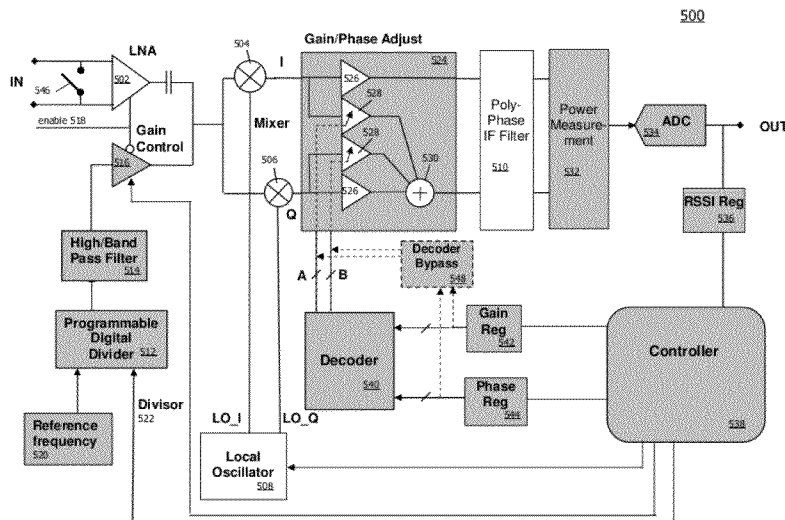 500
LNA
504
I
Gain/Phase Adjust
524
IN
546
502
526
528
528
526
530
enable 518
Gain
Control
516
Mixer
506
Q
Poly-
Phase
IF Filter
510
Power
Measure-
ment
532
ADC
534
OUT
RSSI Reg
536
High/Band
Pass Filter
514
A
B
Decoder
Bypass
548
Programmable
Digital
Divider 512
Decoder
540
Gain
Reg
542
Phase
Reg
544
Controller
538
Reference
frequency
520
Divisor
522
LO_I
LO_Q
Local
Oscillator
508